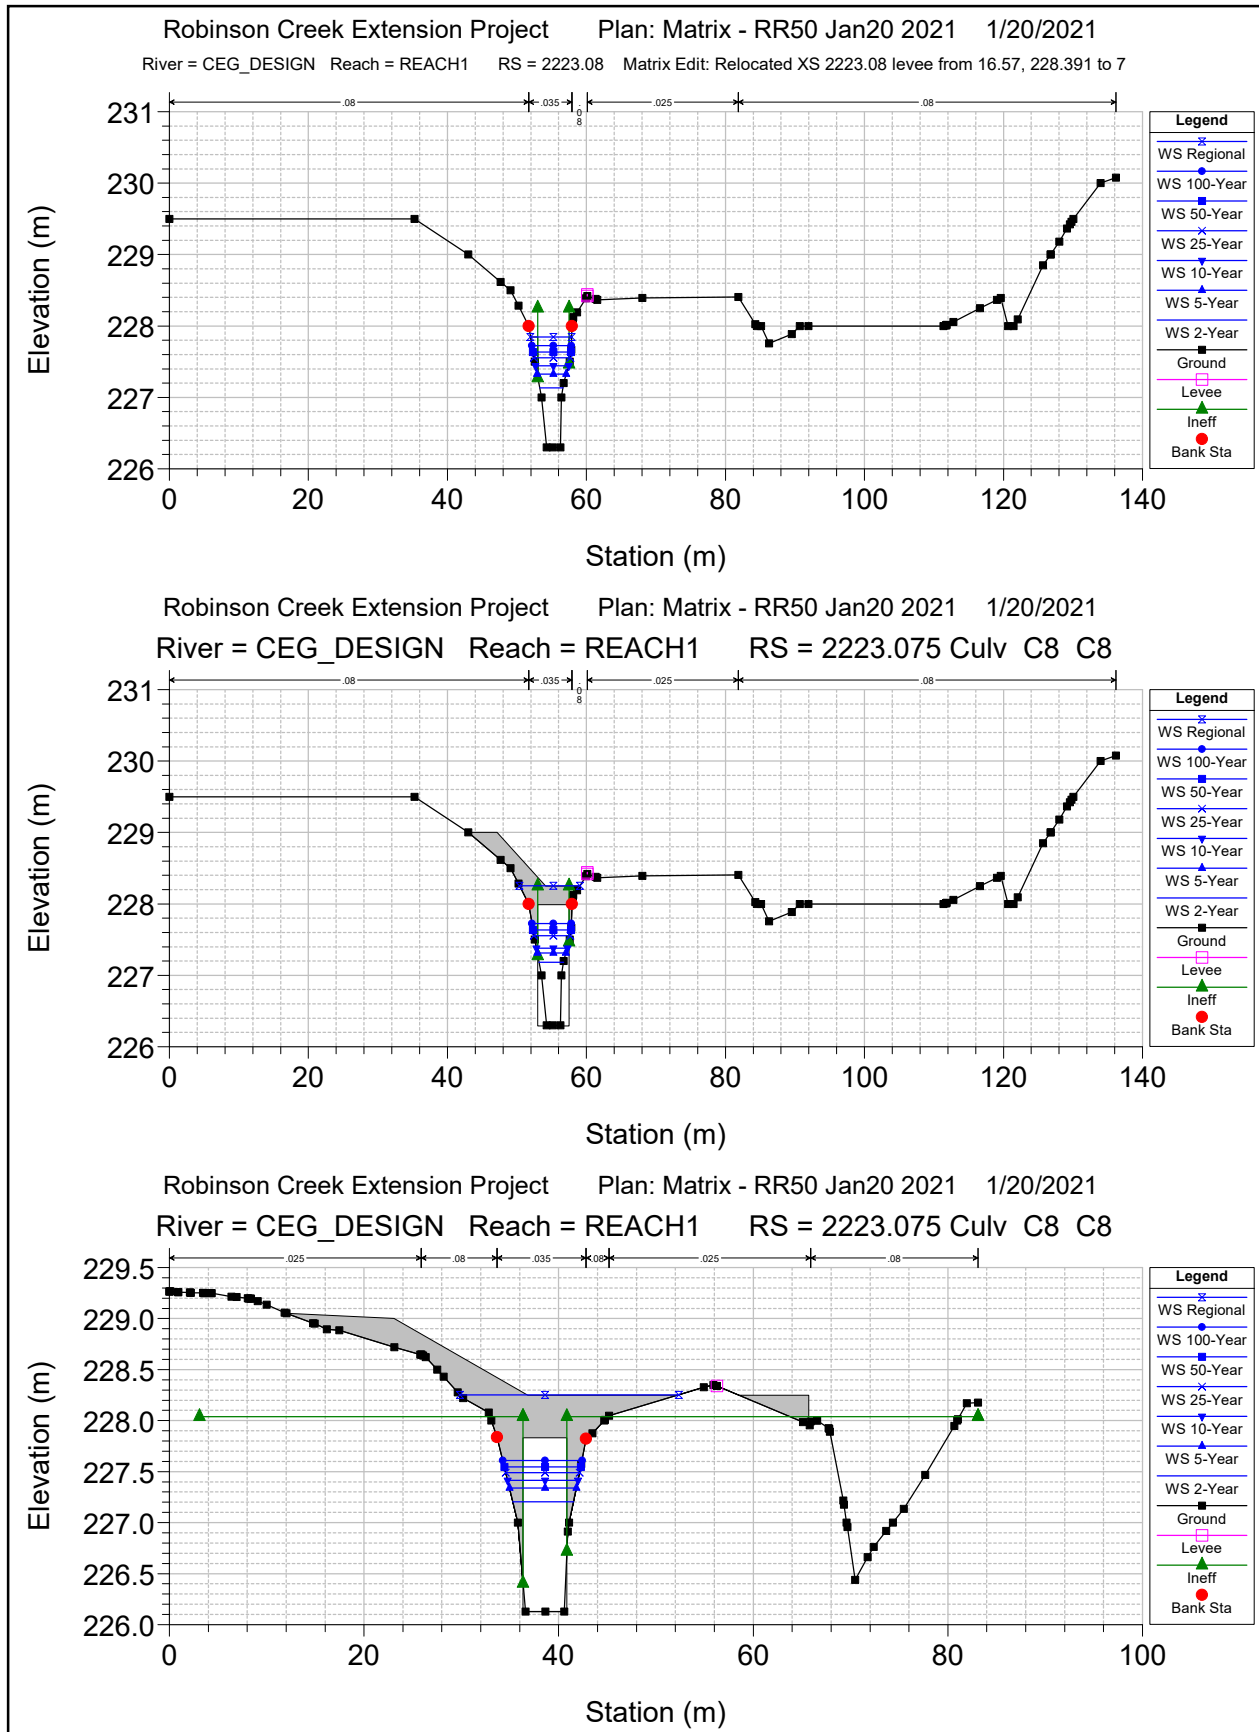 Robinson Creek Extension Project Plan: Matrix - RR50 Jan20 2021 1/20/2021
River = CEG_DESIGN Reach = REACH1 RS = 2223.08 Matrix Edit: Relocated XS 2223.08 levee from 16.57, 228.391 to 7
.08 .035 .08 .025 .08
231
230
229
228
227
226
Elevation (m)
0 20 40 60 80 100 120 140
Station (m)
Legend
WS Regional
WS 100-Year
WS 50-Year
WS 25-Year
WS 10-Year
WS 5-Year
WS 2-Year
Ground
Levee
Ineff
Bank Sta
Robinson Creek Extension Project Plan: Matrix - RR50 Jan20 2021 1/20/2021
River = CEG_DESIGN Reach = REACH1 RS = 2223.075 Culv C8 C8
.08 .035 .08 .025 .08
231
230
229
228
227
226
Elevation (m)
0 20 40 60 80 100 120 140
Station (m)
Legend
WS Regional
WS 100-Year
WS 50-Year
WS 25-Year
WS 10-Year
WS 5-Year
WS 2-Year
Ground
Levee
Ineff
Bank Sta
Robinson Creek Extension Project Plan: Matrix - RR50 Jan20 2021 1/20/2021
River = CEG_DESIGN Reach = REACH1 RS = 2223.075 Culv C8 C8
.025 .08 .035 .08 .025 .08
229.5
229.0
228.5
228.0
227.5
227.0
226.5
226.0
Elevation (m)
0 20 40 60 80 100
Station (m)
Legend
WS Regional
WS 100-Year
WS 50-Year
WS 25-Year
WS 10-Year
WS 5-Year
WS 2-Year
Ground
Levee
Ineff
Bank Sta